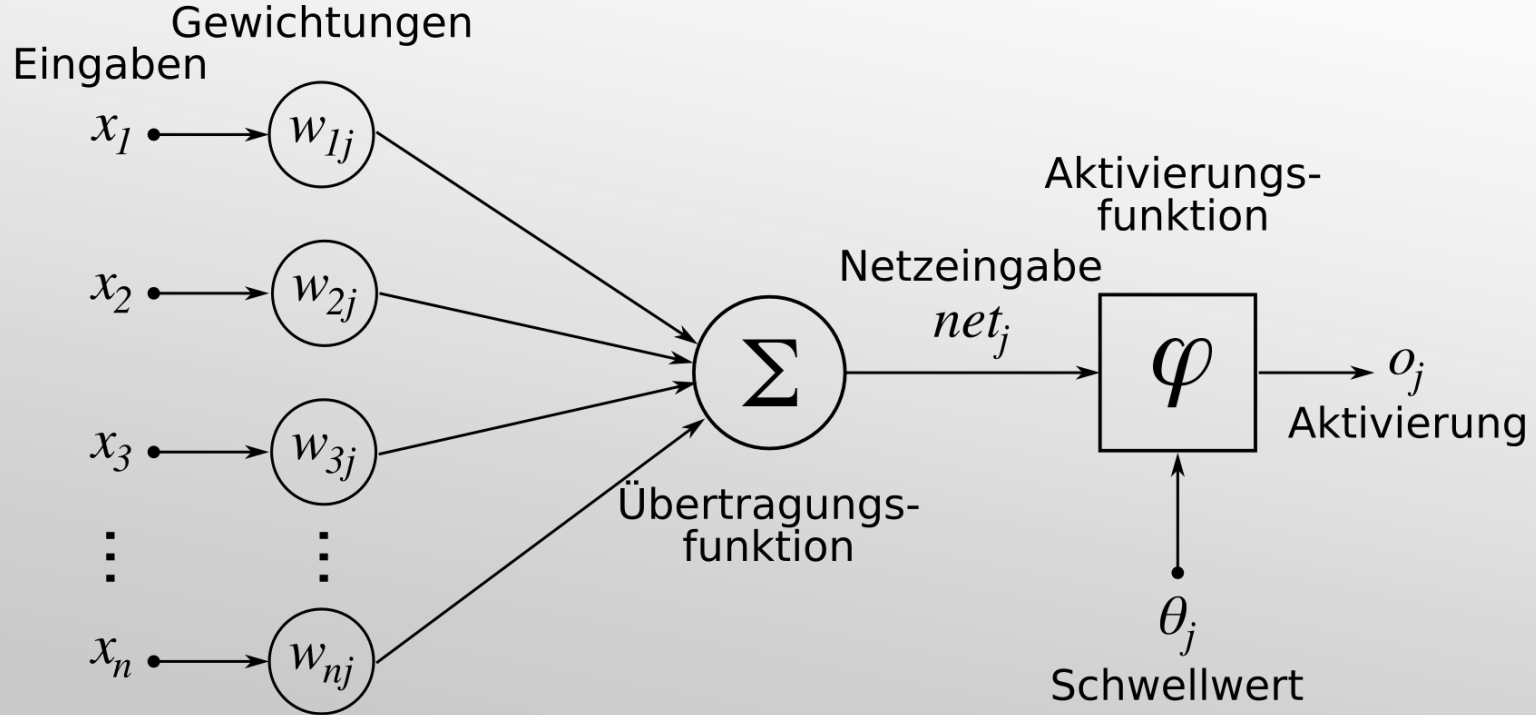 Gewichtungen
Eingaben
x1
w1j
x2
w2j
x3
w3j
⋮ ⋮
xn
wnj
Σ
Übertragungs-
funktion
Netzeingabe
netj
Aktivierungs-
funktion
φ
oj
Aktivierung
θj
Schwellwert